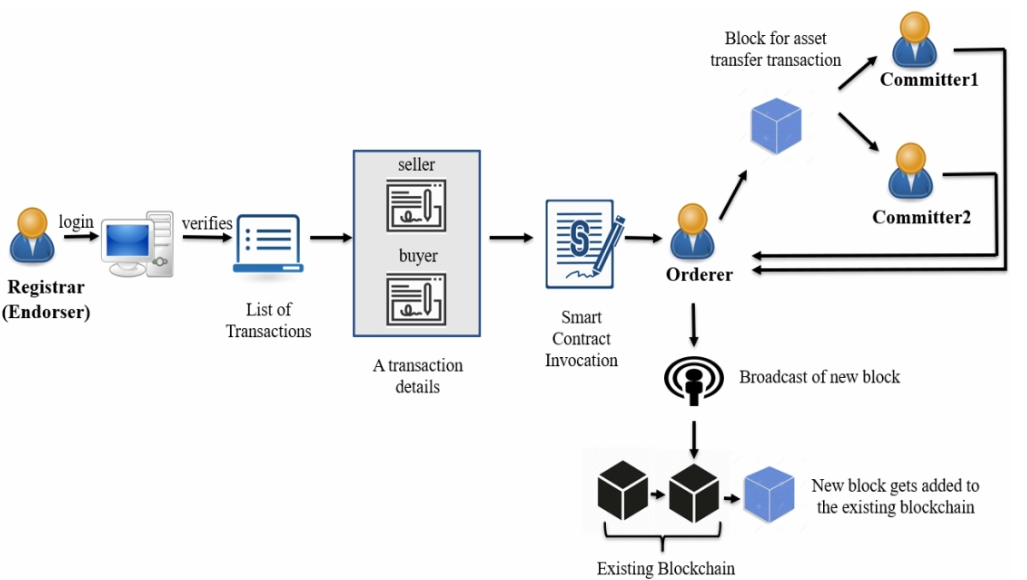 Block for asset
transfer transaction
Committer1
seller
login
verifies
Committer2
buyer
Orderer
Registrar
(Endorser)
List of
Transactions
Smart
Contract
Invocation
A transaction
details
Broadcast of new block
New block gets added to
the existing blockchain
Existing Blockchain